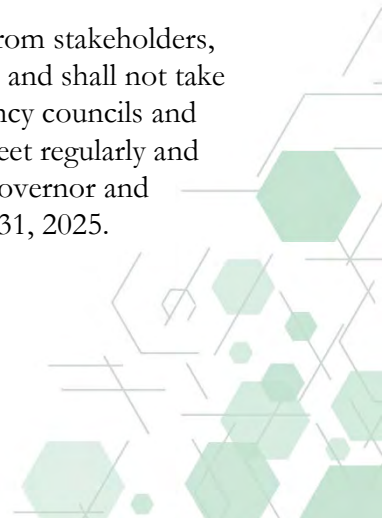 rom stakeholders,
and shall not take
ncy councils and
eet regularly and
overnor and
31, 2025.